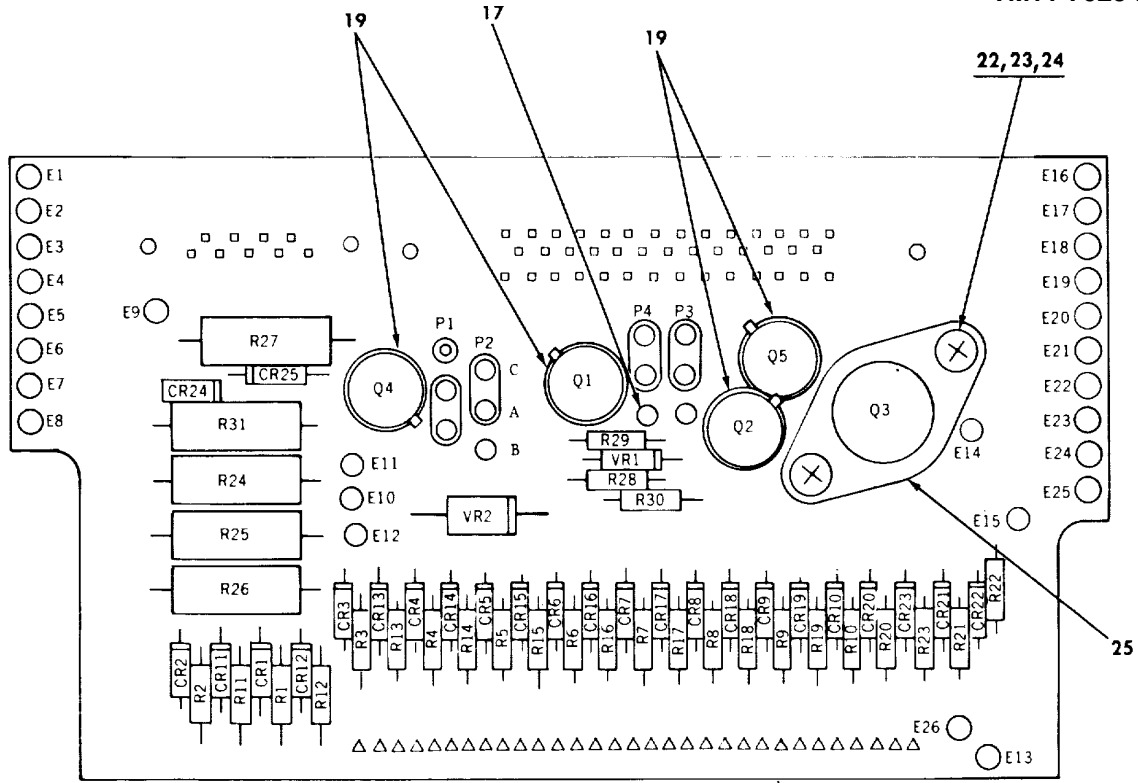 19
17
19
22, 23, 24
E1
E2
E3
E4
E5
E6
E7
E8
E16
E17
E18
E19
E20
E21
E22
E23
E24
E25
E9
R27
CR25
CR24
R31
R24
R25
R26
P1
P2
C
A
B
Q4
Q1
P4
P3
Q5
Q2
Q3
E14
E15
E11
E10
E12
R29
VR1
R28
R30
VR2
CR3
R3
CR13
R13
CR4
R4
CR14
R14
CR5
R5
CR15
R15
CR6
R6
CR16
R16
CR7
R7
CR17
R17
CR8
R8
CR18
R18
CR9
R9
CR19
R19
CR10
R10
CR20
R20
CR23
R23
CR21
R21
CR22
R22
25
CR2
R2
CR11
R11
CR1
R1
CR12
R12
E26
E13